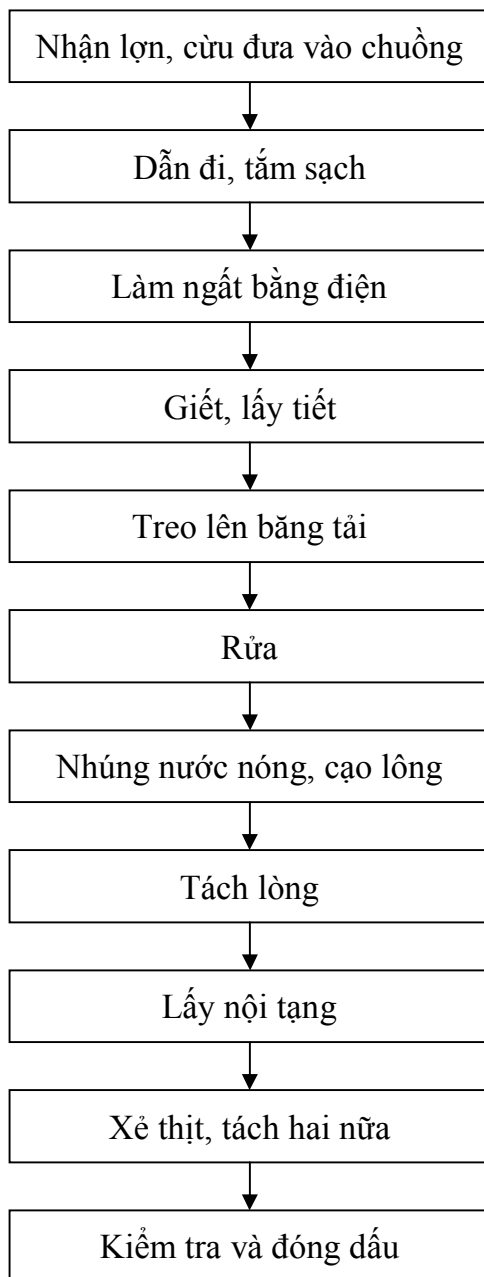 Nhận lợn, cừu đưa vào chuồng
Dẫn đi, tắm sạch
Làm ngất bằng điện
Giết, lấy tiết
Treo lên băng tải
Rửa
Nhúng nước nóng, cạo lông
Tách lòng
Lấy nội tạng
Xẻ thịt, tách hai nữa
Kiểm tra và đóng dấu